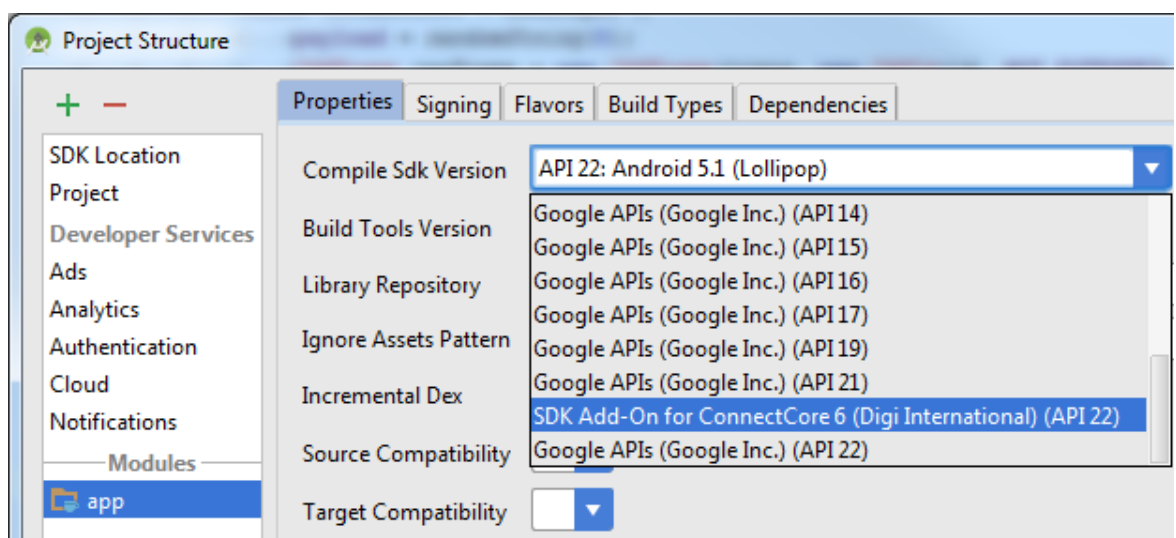 Project Structure
Properties
Signing
Flavors
Build Types
Dependencies
SDK Location
Project
Developer Services
Ads
Analytics
Authentication
Cloud
Notifications
Modules
app
Compile Sdk Version
API 22: Android 5.1 (Lollipop)
Google APIs (Google Inc.) (API 14)
Google APIs (Google Inc.) (API 15)
Google APIs (Google Inc.) (API 16)
Google APIs (Google Inc.) (API 17)
Google APIs (Google Inc.) (API 19)
Google APIs (Google Inc.) (API 21)
SDK Add-On for ConnectCore 6 (Digi International) (API 22)
Google APIs (Google Inc.) (API 22)
Build Tools Version
Library Repository
Ignore Assets Pattern
Incremental Dex
Source Compatibility
Target Compatibility